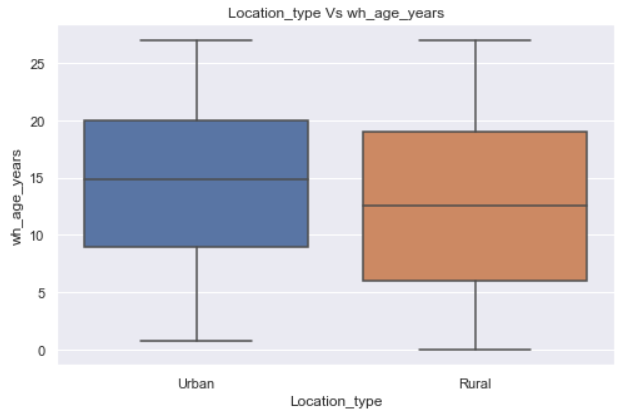 Location_type Vs wh_age_years
25
20
15
10
5
0
wh_age_years
Urban
Rural
Location_type